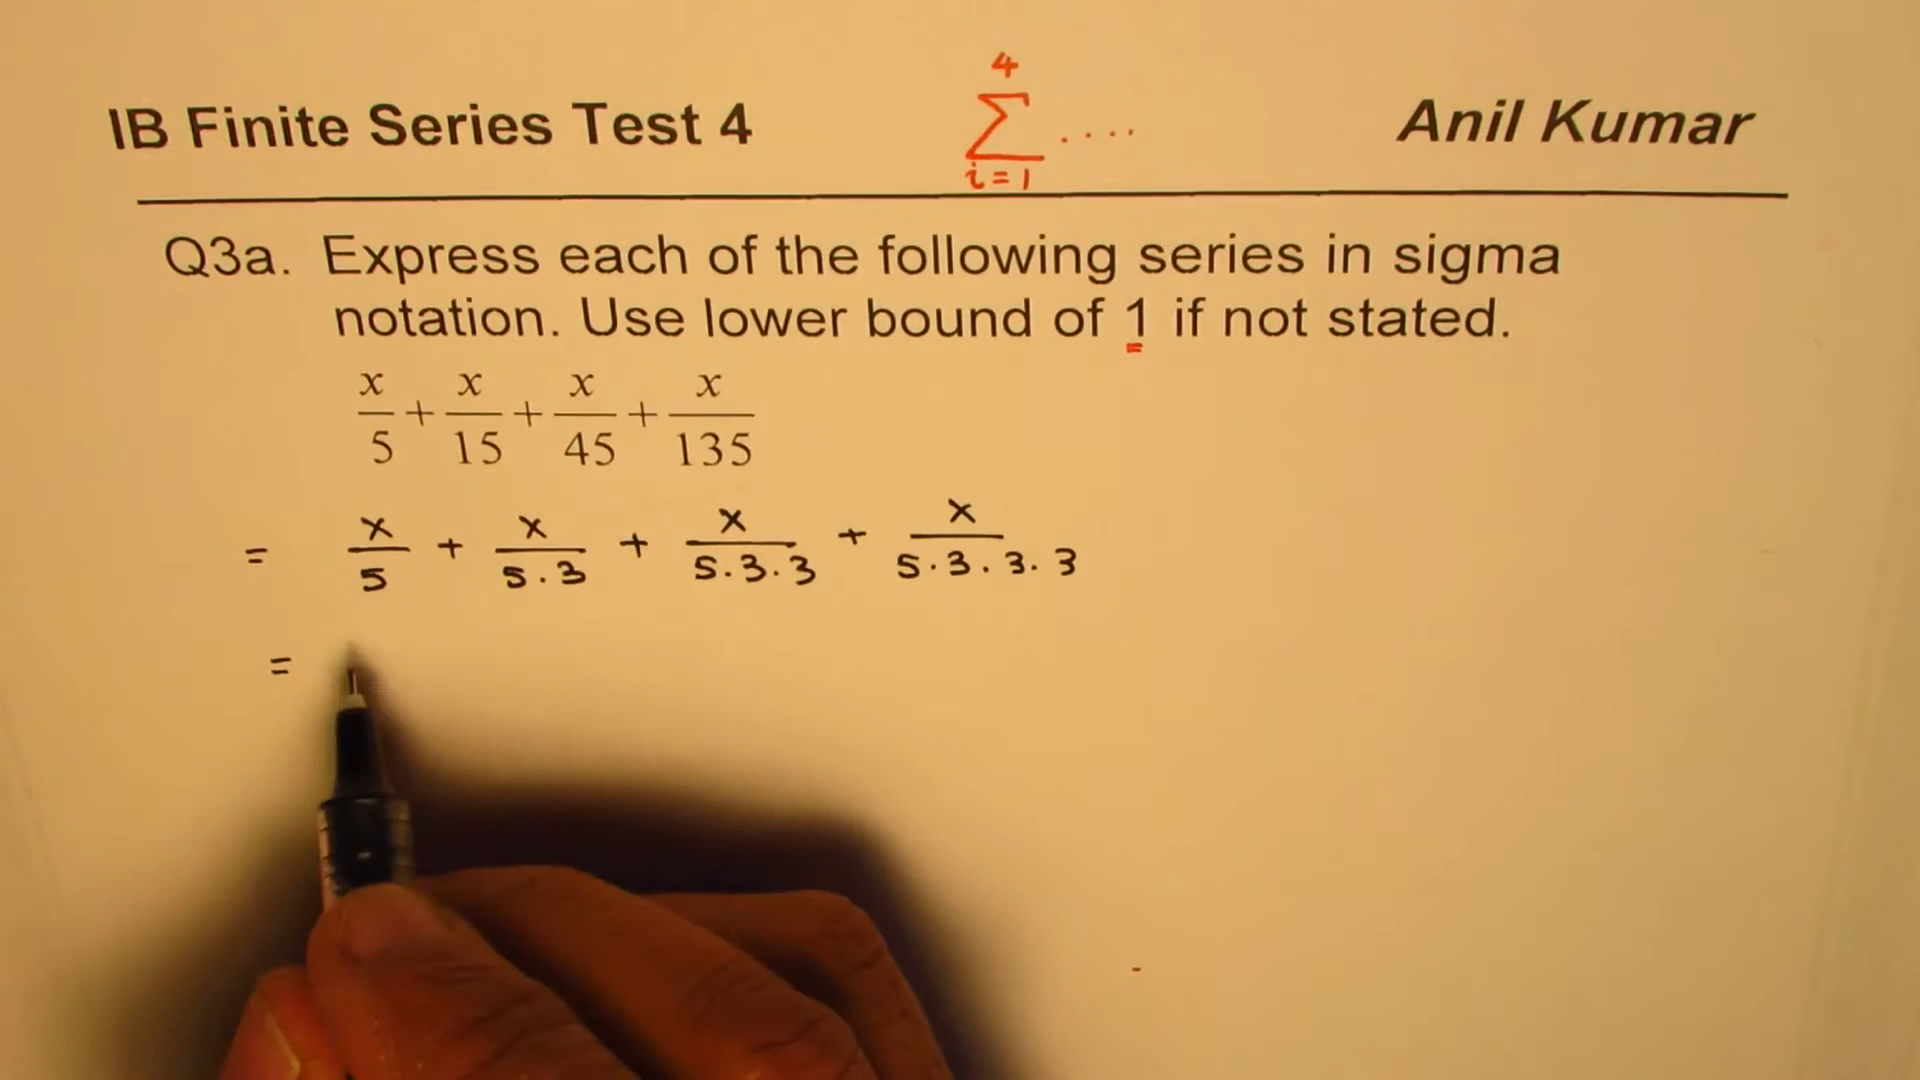 IB Finite Series Test 4
4
Σ ....
i=1
Anil Kumar
Q3a. Express each of the following series in sigma
notation. Use lower bound of 1 if not stated.
x/5 + x/15 + x/45 + x/135
= x/5 + x/5·3 + x/5·3·3 + x/5·3·3·3
=